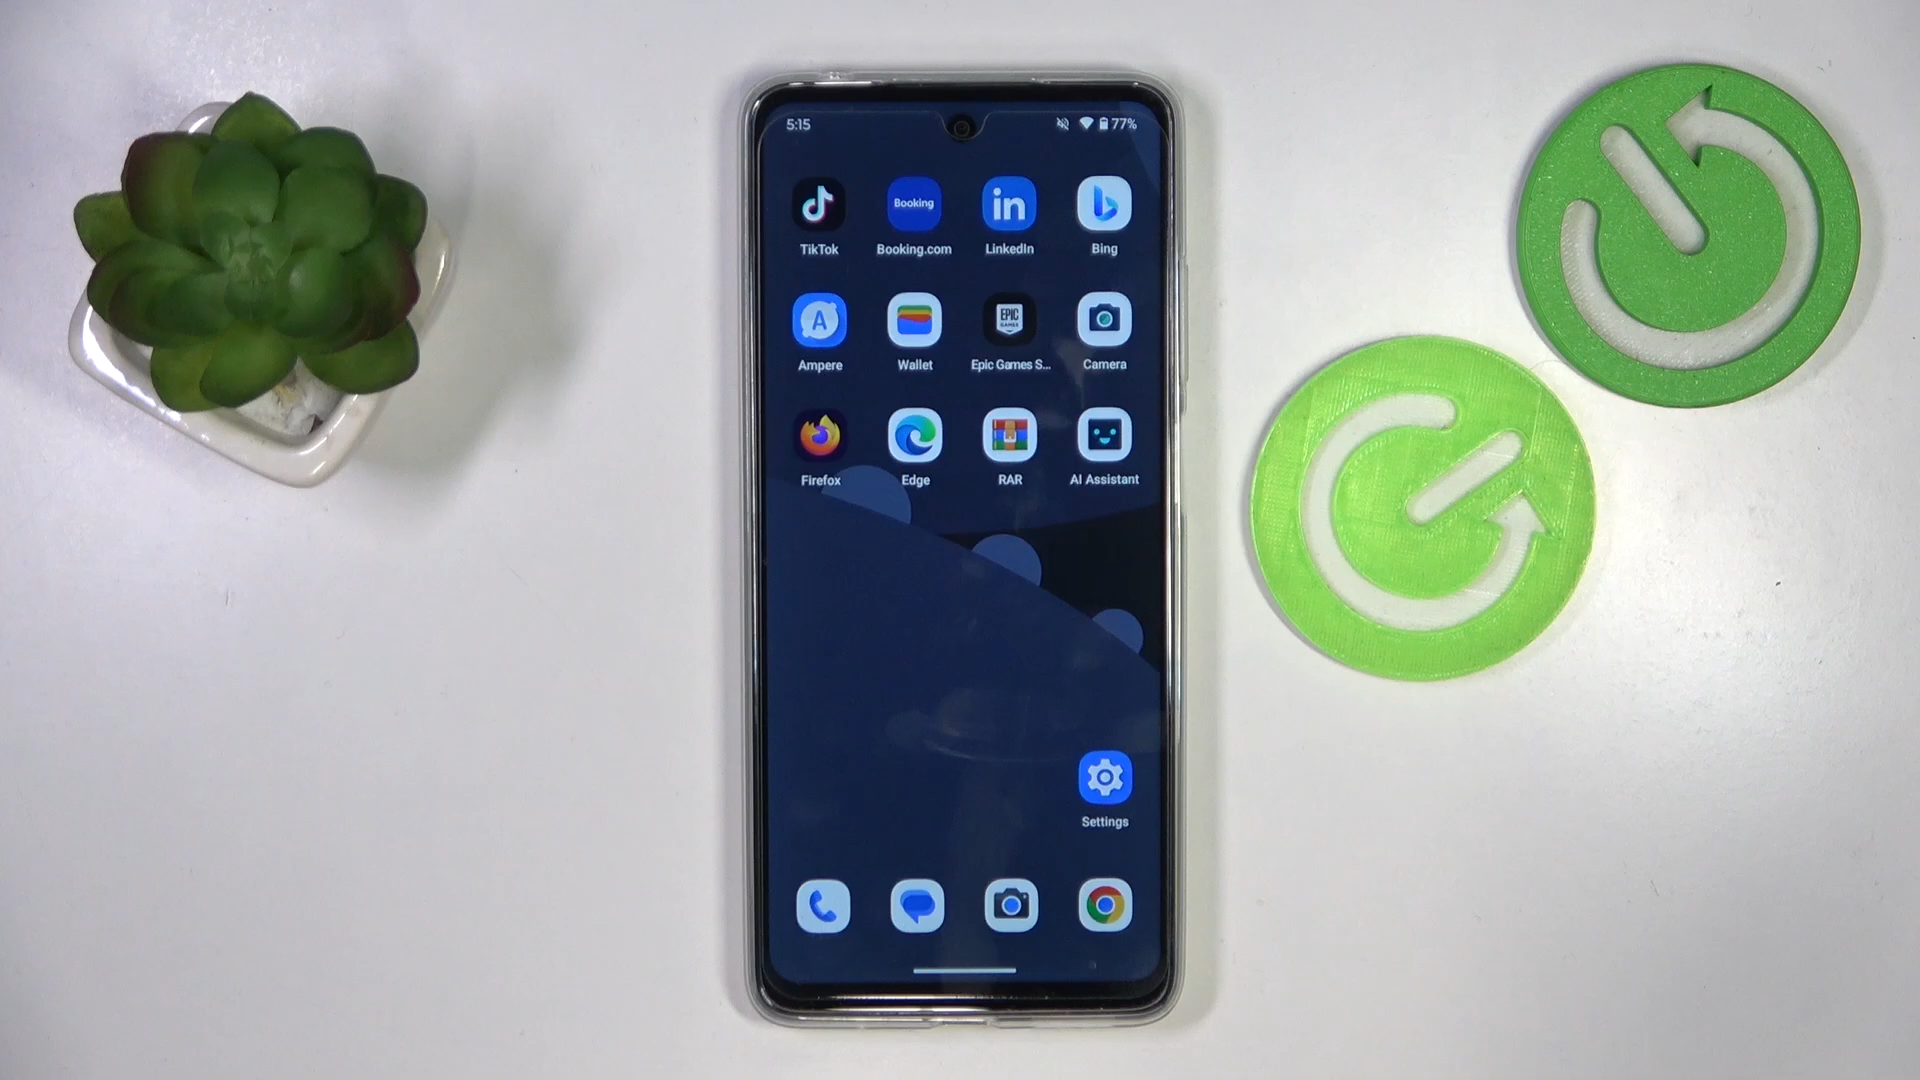 5:15 77%
Booking
TikTok Booking.com LinkedIn Bing
EPIC
GAMES
Ampere Wallet Epic Games S... Camera
Firefox Edge RAR AI Assistant
Settings